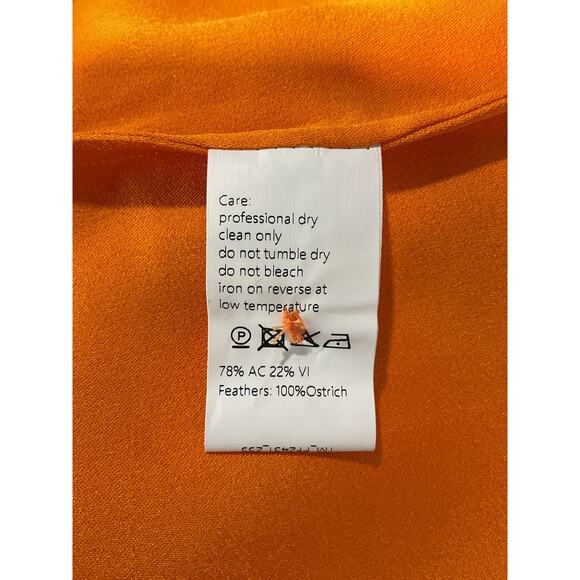 Care:
professional dry
clean only
do not tumble dry
do not bleach
iron on reverse at
low temperature
P
78% AC 22% VI
Feathers: 100%Ostrich